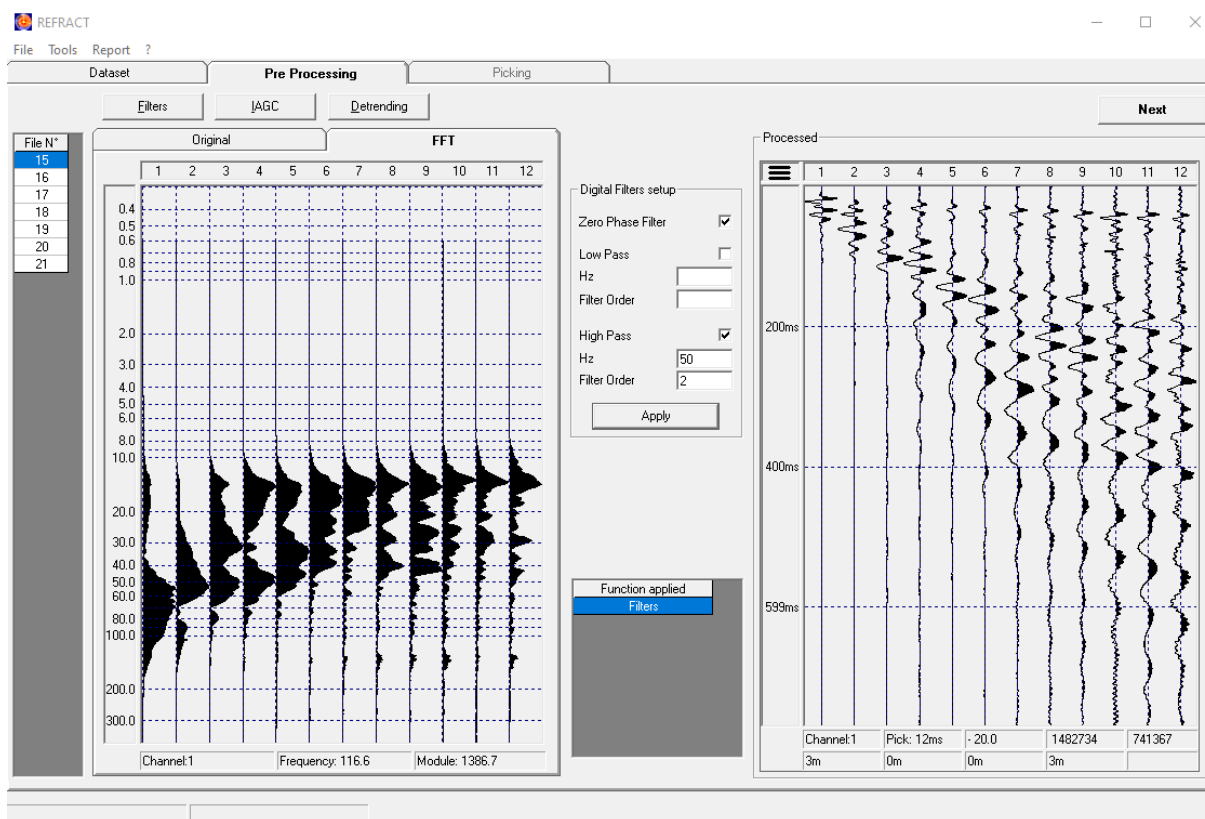 REFRACT
File Tools Report ?
Dataset Pre Processing Picking
Filters IAGC Detrending
Next
File N°
15
16
17
18
19
20
21
Original FFT
1 2 3 4 5 6 7 8 9 10 11 12
0.4
0.5
0.6
0.8
1.0
2.0
3.0
4.0
5.0
6.0
8.0
10.0
20.0
30.0
40.0
50.0
60.0
80.0
100.0
200.0
300.0
Channel:1 Frequency: 116.6 Module: 1386.7
Digital Filters setup
Zero Phase Filter
Low Pass
Hz
Filter Order
High Pass
Hz 50
Filter Order 2
Apply
Function applied
Filters
Processed
1 2 3 4 5 6 7 8 9 10 11 12
200ms
400ms
599ms
Channel:1 Pick: 12ms - 20.0 1482734 741367
3m 0m 0m 3m